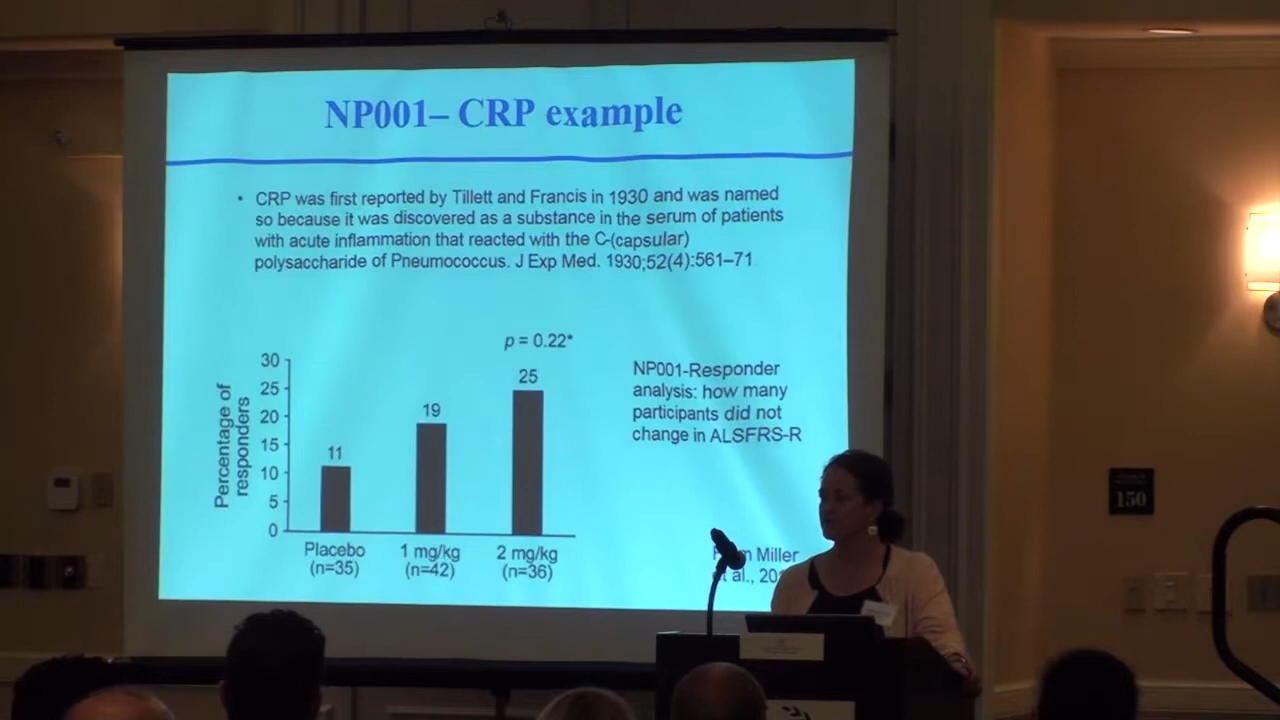 NP001– CRP example
• CRP was first reported by Tillett and Francis in 1930 and was named
so because it was discovered as a substance in the serum of patients
with acute inflammation that reacted with the C-(capsular)
polysaccharide of Pneumococcus. J Exp Med. 1930;52(4):561–71
p = 0.22*
Percentage of
responders
30
25
20
15
10
5
0
11
19
25
Placebo
(n=35)
1 mg/kg
(n=42)
2 mg/kg
(n=36)
NP001-Responder
analysis: how many
participants did not
change in ALSFRS-R
Miller
al.,
150